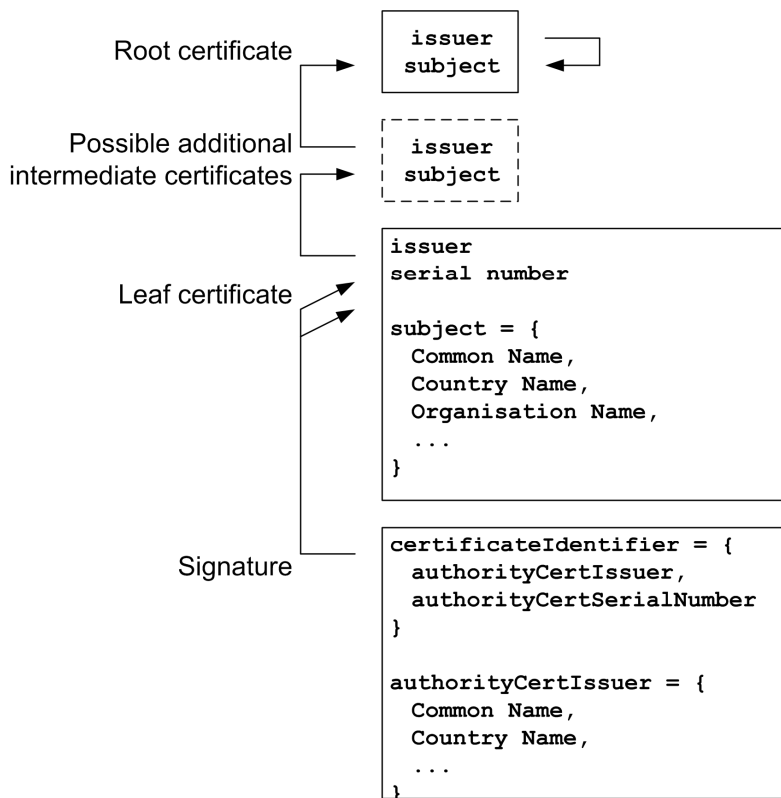 Root certificate
issuer
subject
Possible additional
intermediate certificates
issuer
subject
Leaf certificate
issuer
serial number
subject = {
Common Name,
Country Name,
Organisation Name,
...
}
Signature
certificateIdentifier = {
authorityCertIssuer,
authorityCertSerialNumber
}
authorityCertIssuer = {
Common Name,
Country Name,
...
}